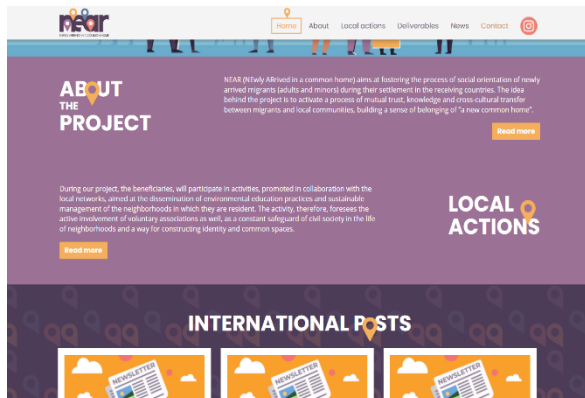 near
Home About Local actions Deliverables News Contact
ABOUT
THE
PROJECT
NEAR (NEwly ARrived in a common home) aims at fostering the process of social orientation of newly
arrived migrants (adults and minors) during their settlement in the receiving countries. The idea
behind the project is to activate a process of mutual trust, knowledge and cross-cultural transfer
between migrants and local communities, building a sense of belonging of "a new common home".
Read more
During our project, the beneficiaries, will participate in activities, promoted in collaboration with the
local networks, aimed at the dissemination of environmental education practices and sustainable
management of the neighborhoods in which they are resident. The activity, therefore, foresees the
active involvement of voluntary associations as well, as a constant safeguard of civil society in the life
of neighborhoods and a way for constructing identity and common spaces.
Read more
LOCAL
ACTIONS
INTERNATIONAL POSTS
NEWSLETTER
NEWSLETTER
NEWSLETTER